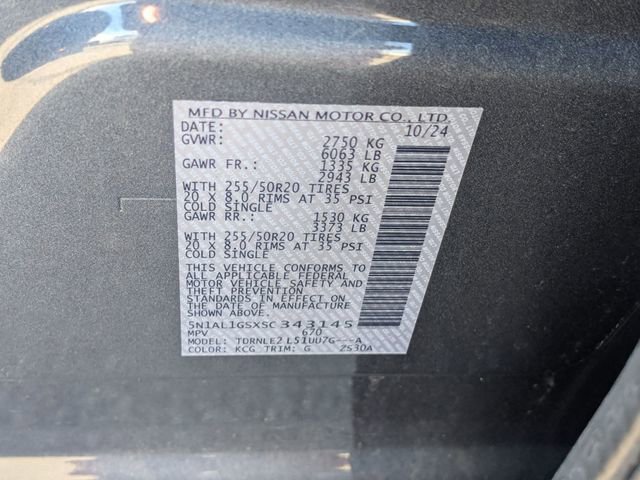 MFD BY NISSAN MOTOR CO., LTD.
DATE: 10/24
GVWR: 2750 KG
6063 LB
GAWR FR.: 1335 KG
2943 LB
WITH 255/50R20 TIRES
20 X 8.0 RIMS AT 35 PSI
COLD SINGLE
GAWR RR.: 1530 KG
3373 LB
WITH 255/50R20 TIRES
20 X 8.0 RIMS AT 35 PSI
COLD SINGLE
THIS VEHICLE CONFORMS TO
ALL APPLICABLE FEDERAL
MOTOR VEHICLE SAFETY AND
THEFT PREVENTION
STANDARDS IN EFFECT ON
THE DATE OF MANUFACTURE
SHOWN ABOVE.
5N1AL1GSXSC 343145
MPV 670
MODEL: TDRNLE2 L51UU7G---A
COLOR: KCG TRIM: G 2S30A